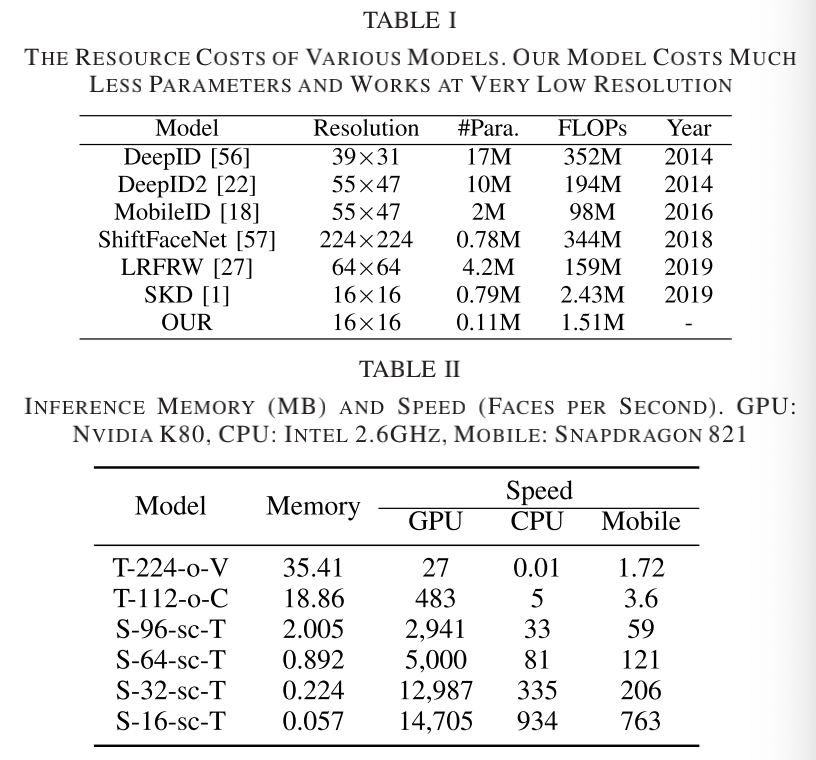 TABLE I
THE RESOURCE COSTS OF VARIOUS MODELS. OUR MODEL COSTS MUCH
LESS PARAMETERS AND WORKS AT VERY LOW RESOLUTION
Model Resolution #Para. FLOPs Year
DeepID [56] 39×31 17M 352M 2014
DeepID2 [22] 55×47 10M 194M 2014
MobileID [18] 55×47 2M 98M 2016
ShiftFaceNet [57] 224×224 0.78M 344M 2018
LRFRW [27] 64×64 4.2M 159M 2019
SKD [1] 16×16 0.79M 2.43M 2019
OUR 16×16 0.11M 1.51M -
TABLE II
INFERENCE MEMORY (MB) AND SPEED (FACES PER SECOND). GPU:
NVIDIA K80, CPU: INTEL 2.6GHZ, MOBILE: SNAPDRAGON 821
Model Memory Speed
GPU CPU Mobile
T-224-o-V 35.41 27 0.01 1.72
T-112-o-C 18.86 483 5 3.6
S-96-sc-T 2.005 2,941 33 59
S-64-sc-T 0.892 5,000 81 121
S-32-sc-T 0.224 12,987 335 206
S-16-sc-T 0.057 14,705 934 763